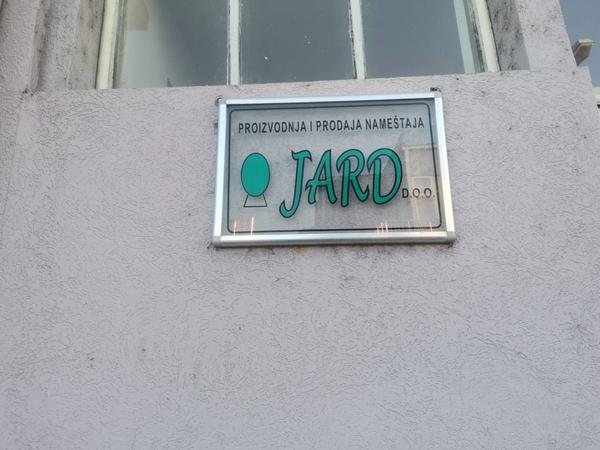 PROIZVODNJA I PRODAJA NAMEŠTAJA
JARD D.O.O.